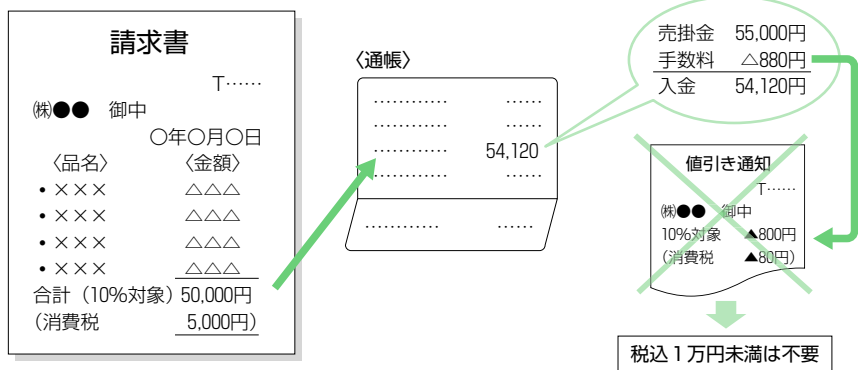 請求書
T……
㈱●● 御中
〇年〇月〇日
〈品名〉 〈金額〉
・××× △△△
・××× △△△
・××× △△△
・××× △△△
合計（10%対象） 50,000円
（消費税 5,000円）
〈通帳〉
………… ……
………… ……
………… 54,120
………… ……
………… ……
売掛金 55,000円
手数料 △880円
入金 54,120円
値引き通知
T……
㈱●● 御中
10%対象 ▲800円
（消費税 ▲80円）
税込1万円未満は不要